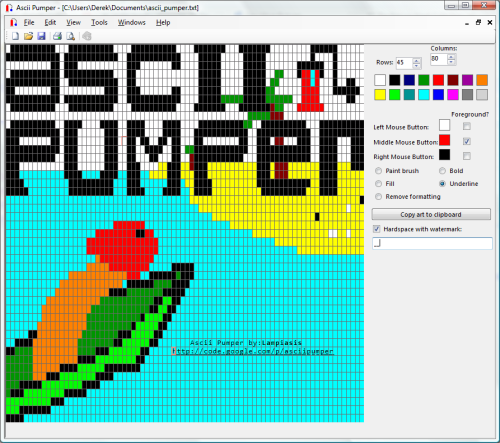 Ascii Pumper - [C:\Users\Derek\Documents\ascii_pumper.txt]
File Edit View Tools Windows Help
ASCII
PUMPER
Columns:
Rows: 45 80
Foreground?
Left Mouse Button:
Middle Mouse Button:
Right Mouse Button:
Paint brush Bold
Fill Underline
Remove formatting
Copy art to clipboard
Hardspace with watermark:
Ascii Pumper by:Lampiasis
http://code.google.com/p/asciipumper